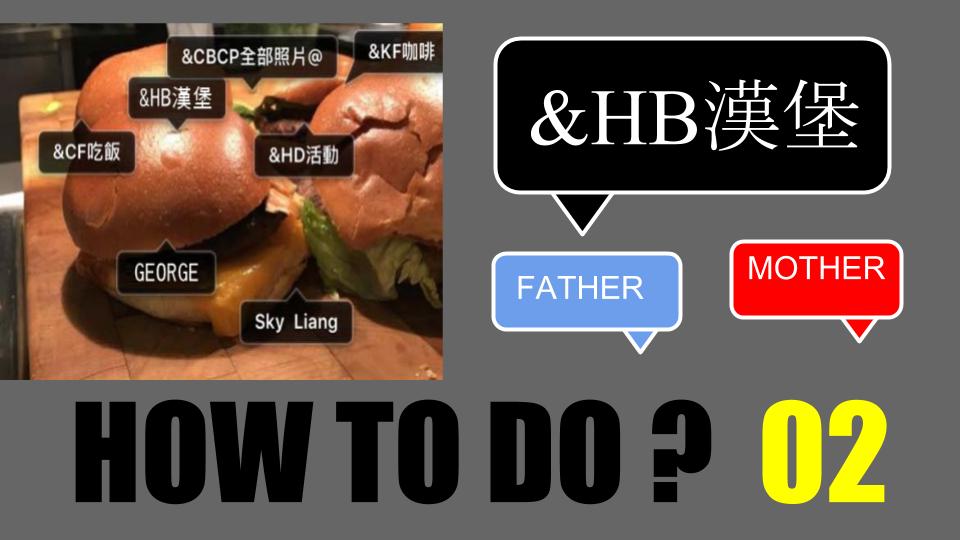 &CBCP全部照片@
&KF咖啡
&HB漢堡
&CF吃飯
&HD活動
GEORGE
Sky Liang
&HB漢堡
FATHER
MOTHER
HOW TO DO ? 02